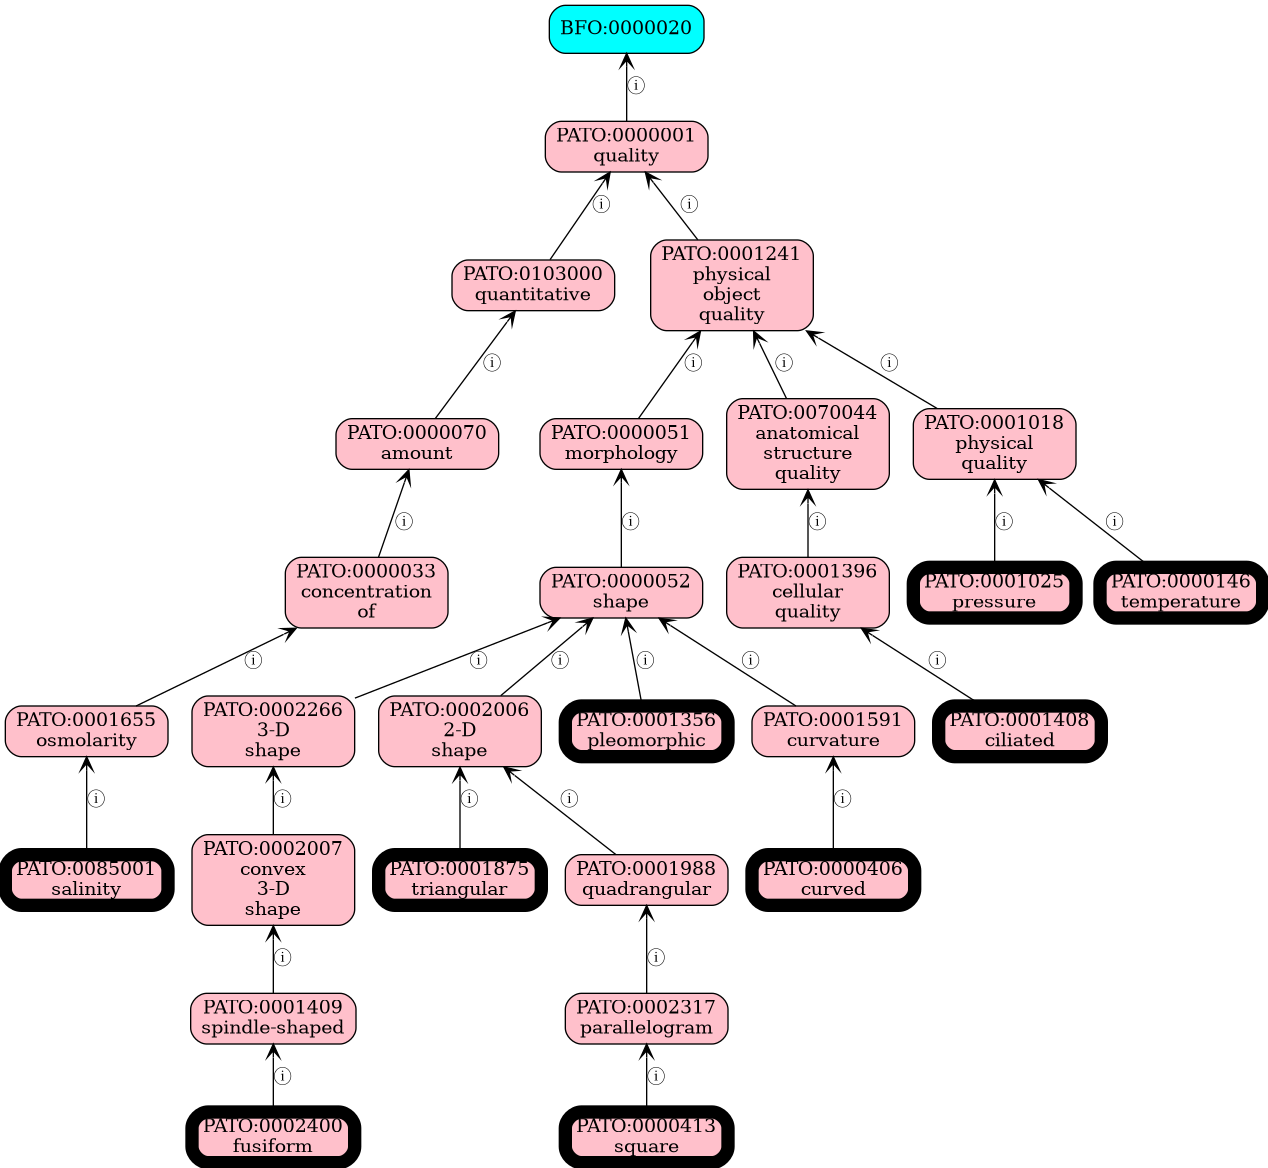 BFO:0000020
ⓘ
PATO:0000001
quality
ⓘ
ⓘ
PATO:0103000
quantitative
PATO:0001241
physical
object
quality
ⓘ
ⓘ
ⓘ
ⓘ
PATO:0000070
amount
PATO:0000051
morphology
PATO:0070044
anatomical
structure
quality
PATO:0001018
physical
quality
ⓘ
ⓘ
ⓘ
ⓘ
ⓘ
PATO:0000033
concentration
of
PATO:0000052
shape
PATO:0001396
cellular
quality
PATO:0001025
pressure
PATO:0000146
temperature
ⓘ
ⓘ
ⓘ
ⓘ
ⓘ
ⓘ
PATO:0001655
osmolarity
PATO:0002266
3-D
shape
PATO:0002006
2-D
shape
PATO:0001356
pleomorphic
PATO:0001591
curvature
PATO:0001408
ciliated
ⓘ
ⓘ
ⓘ
ⓘ
ⓘ
PATO:0085001
salinity
PATO:0002007
convex
3-D
shape
PATO:0001875
triangular
PATO:0001988
quadrangular
PATO:0000406
curved
ⓘ
ⓘ
PATO:0001409
spindle-shaped
PATO:0002317
parallelogram
ⓘ
ⓘ
PATO:0002400
fusiform
PATO:0000413
square